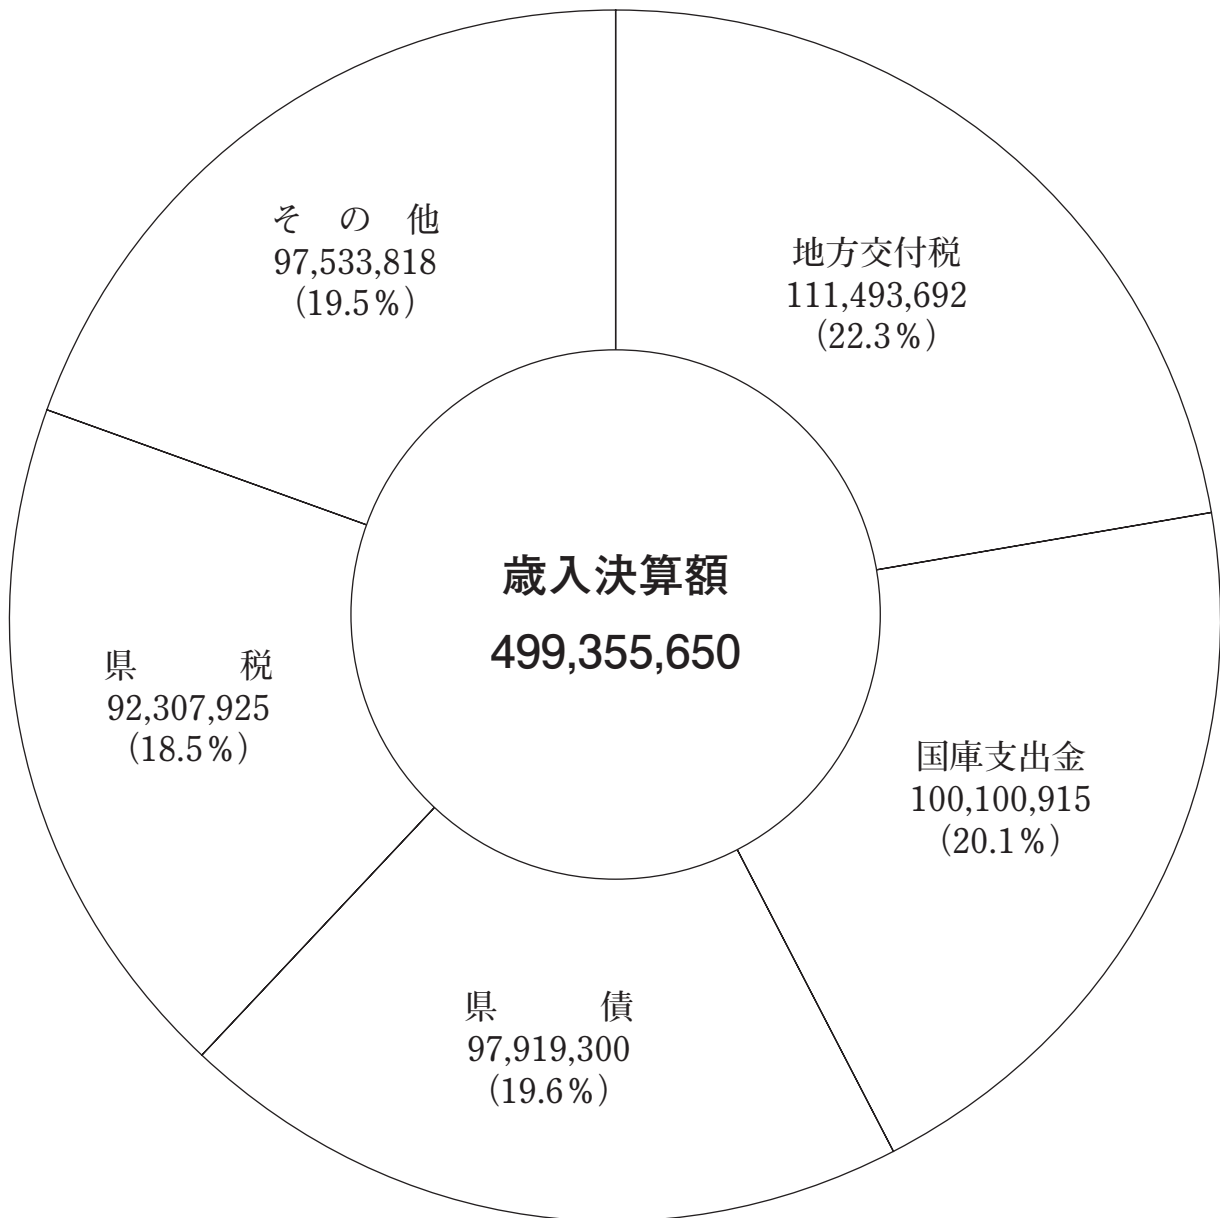 そ の 他
97,533,818
（19.5％）
地方交付税
111,493,692
（22.3％）
歳入決算額
499,355,650
県 税
92,307,925
（18.5％）
国庫支出金
100,100,915
（20.1％）
県 債
97,919,300
（19.6％）